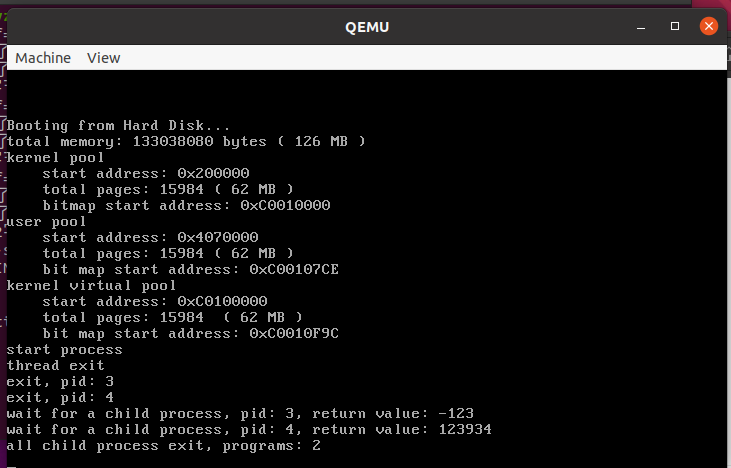 QEMU
Machine View
Booting from Hard Disk...
total memory: 133038080 bytes ( 126 MB )
kernel pool
    start address: 0x200000
    total pages: 15984 ( 62 MB )
    bitmap start address: 0xC0010000
user pool
    start address: 0x4070000
    total pages: 15984 ( 62 MB )
    bit map start address: 0xC00107CE
kernel virtual pool
    start address: 0xC0100000
    total pages: 15984  ( 62 MB )
    bit map start address: 0xC0010F9C
start process
thread exit
exit, pid: 3
exit, pid: 4
wait for a child process, pid: 3, return value: -123
wait for a child process, pid: 4, return value: 123934
all child process exit, programs: 2